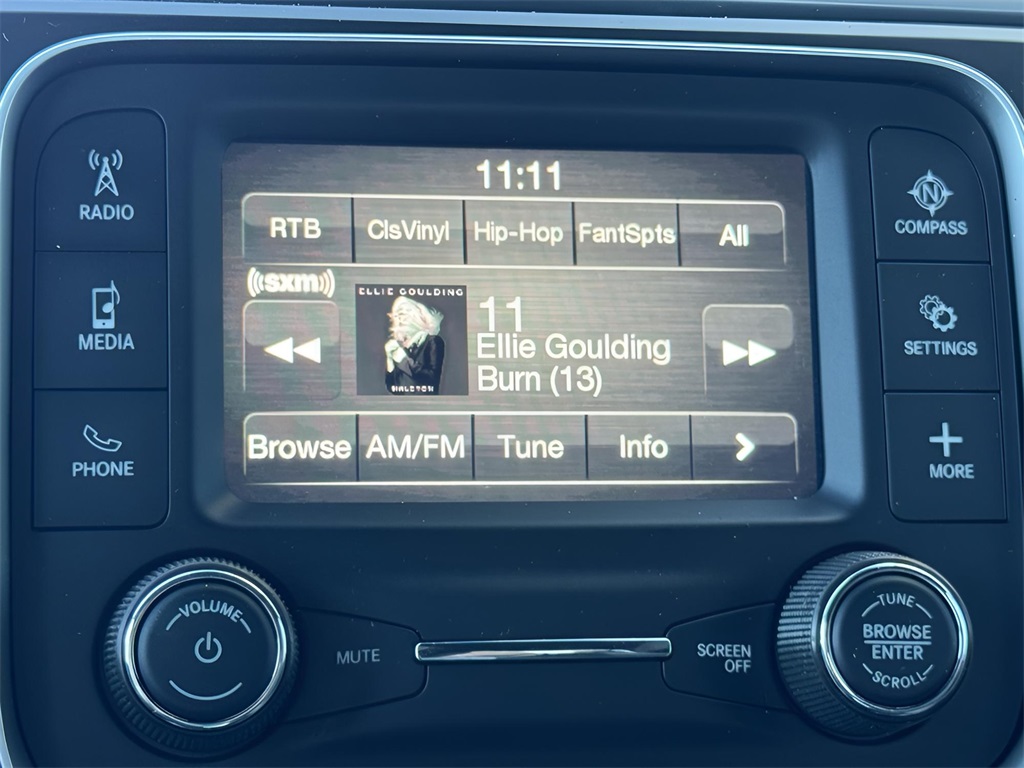 RADIO
MEDIA
PHONE
11:11
RTB
ClsVinyl
Hip-Hop
FantSpts
All
((sxm))
ELLIE GOULDING
HALCYON
11
Ellie Goulding
Burn (13)
Browse
AM/FM
Tune
Info
N
COMPASS
SETTINGS
MORE
VOLUME
MUTE
SCREEN
OFF
TUNE
BROWSE
ENTER
SCROLL